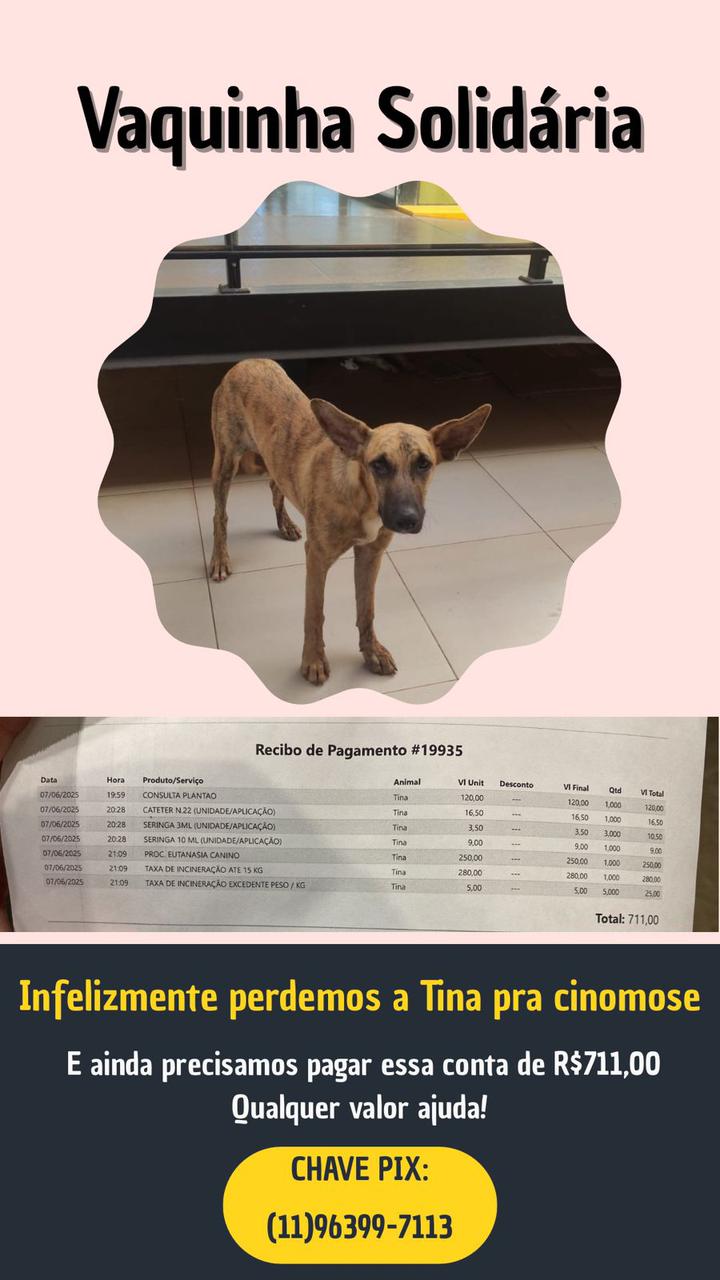 Vaquinha Solidária
Recibo de Pagamento #19935
Data Hora Produto/Serviço Animal Vl Unit Desconto Vl Final Qtd Vl Total
07/06/2025 19:59 CONSULTA PLANTAO Tina 120,00 --- 120,00 1,000 120,00
07/06/2025 20:28 CATETER N.22 (UNIDADE/APLICAÇÃO) Tina 16,50 --- 16,50 1,000 16,50
07/06/2025 20:28 SERINGA 3ML (UNIDADE/APLICAÇÃO) Tina 3,50 --- 3,50 3,000 10,50
07/06/2025 20:28 SERINGA 10 ML (UNIDADE/APLICAÇÃO) Tina 9,00 --- 9,00 1,000 9,00
07/06/2025 21:09 PROC. EUTANASIA CANINO Tina 250,00 --- 250,00 1,000 250,00
07/06/2025 21:09 TAXA DE INCINERAÇÃO ATE 15 KG Tina 280,00 --- 280,00 1,000 280,00
07/06/2025 21:09 TAXA DE INCINERAÇÃO EXCEDENTE PESO / KG Tina 5,00 --- 5,00 5,000 25,00
Total: 711,00
Infelizmente perdemos a Tina pra cinomose
E ainda precisamos pagar essa conta de R$711,00
Qualquer valor ajuda!
CHAVE PIX:
(11)96399-7113